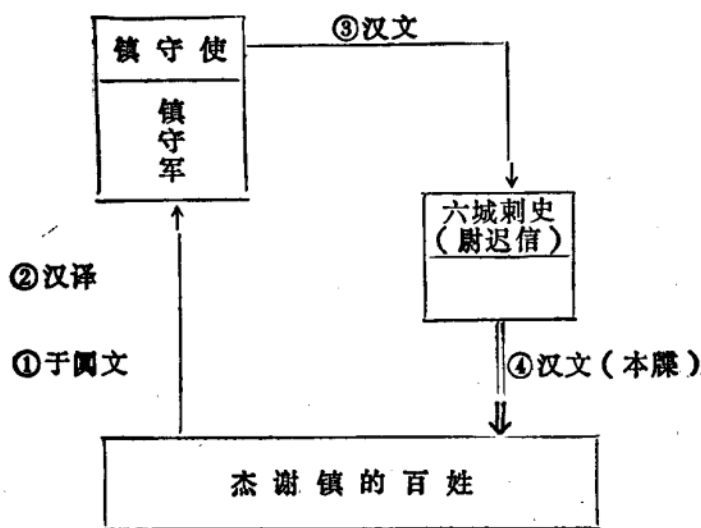 ③汉文
镇守使
镇守军
六城刺史
(尉迟信)
②汉译
①于阗文
④汉文(本牒)
杰谢镇的百姓